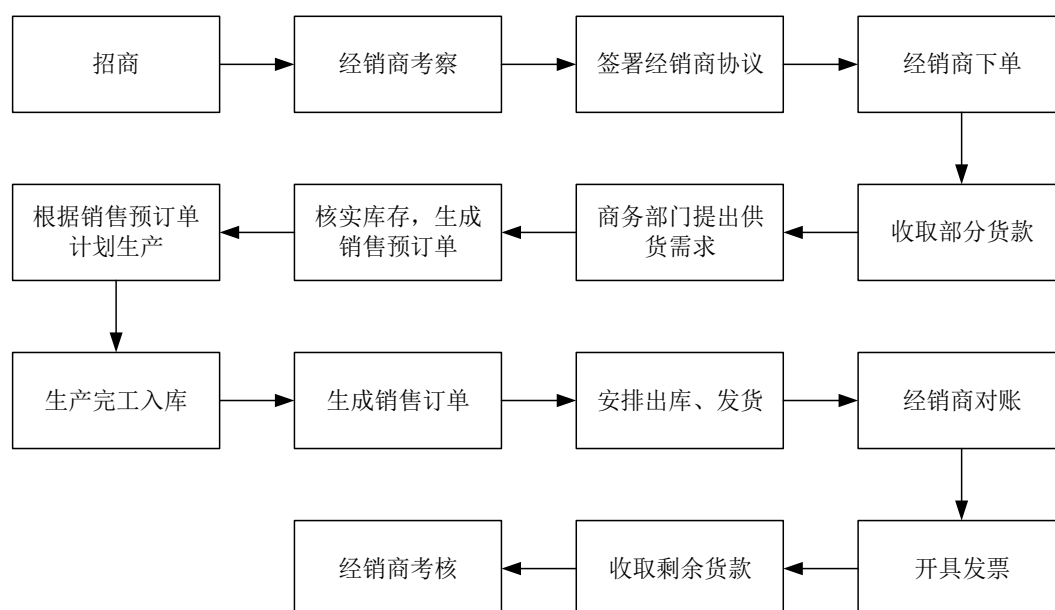 招商
经销商考察
签署经销商协议
经销商下单
收取部分货款
商务部门提出供
货需求
核实库存，生成
销售预订单
根据销售预订单
计划生产
生产完工入库
生成销售订单
安排出库、发货
经销商对账
开具发票
收取剩余货款
经销商考核